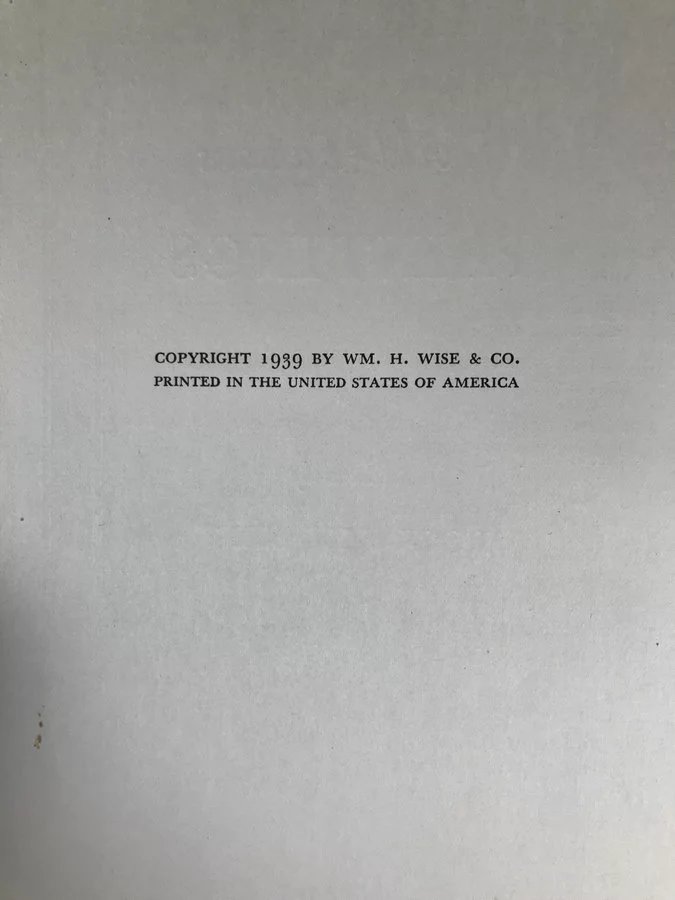 COPYRIGHT 1939 BY WM. H. WISE & CO.
PRINTED IN THE UNITED STATES OF AMERICA